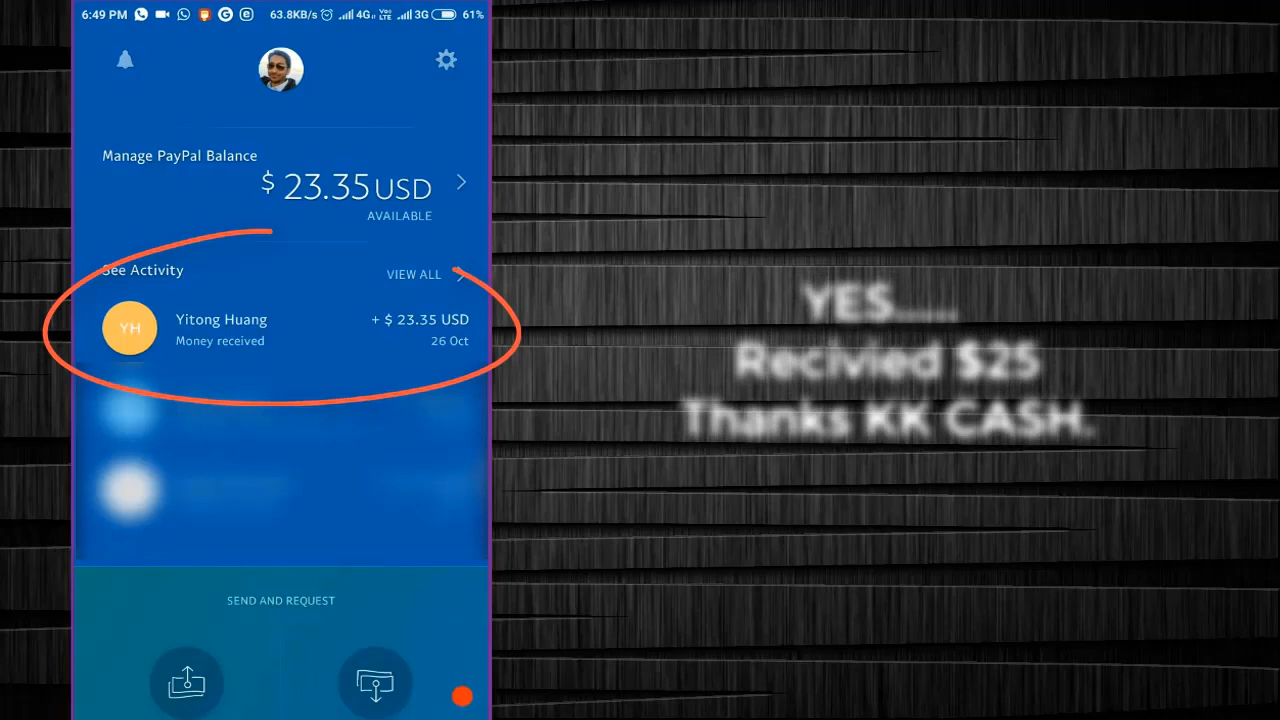 6:49 PM 63.8KB/s 4G Vo LTE 3G 61%
Manage PayPal Balance
$ 23.35 USD
AVAILABLE
See Activity VIEW ALL
YH Yitong Huang + $ 23.35 USD
Money received 26 Oct
SEND AND REQUEST
YES......
Recivied $25
Thanks KK CASH.